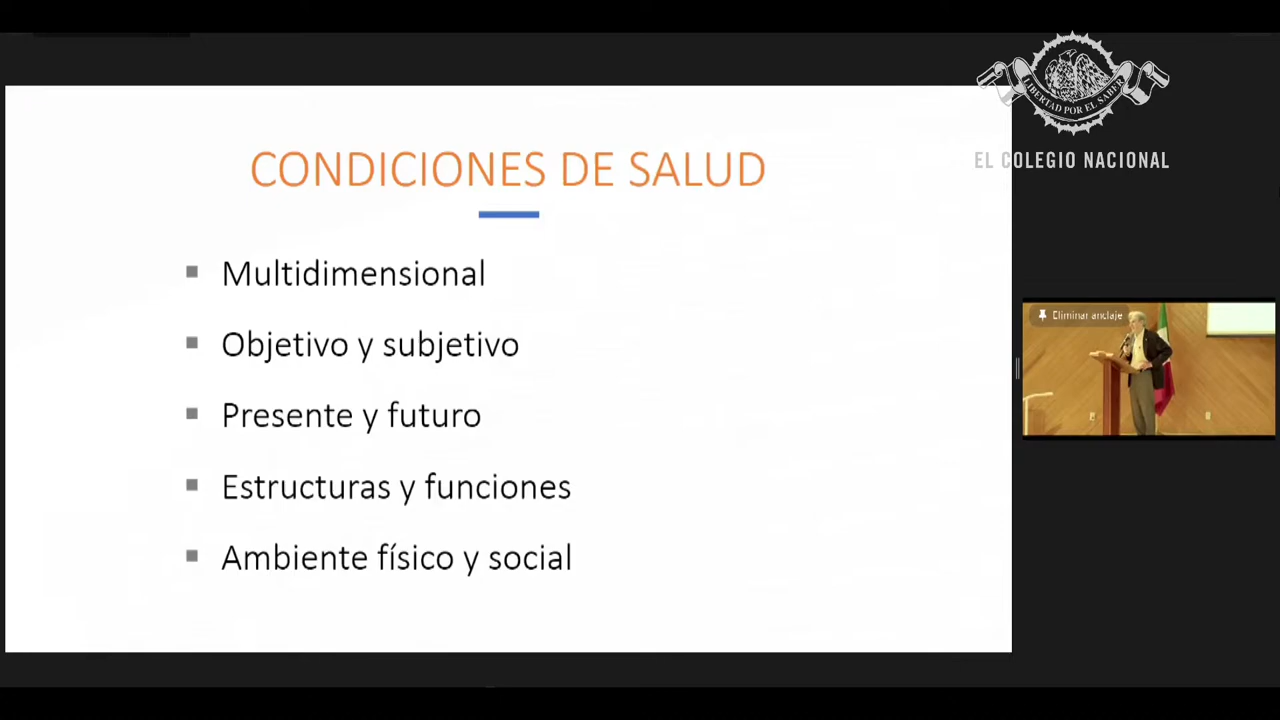 LIBERTAD POR EL SABER
EL COLEGIO NACIONAL
CONDICIONES DE SALUD
Multidimensional
Objetivo y subjetivo
Presente y futuro
Estructuras y funciones
Ambiente físico y social
Eliminar anclaje